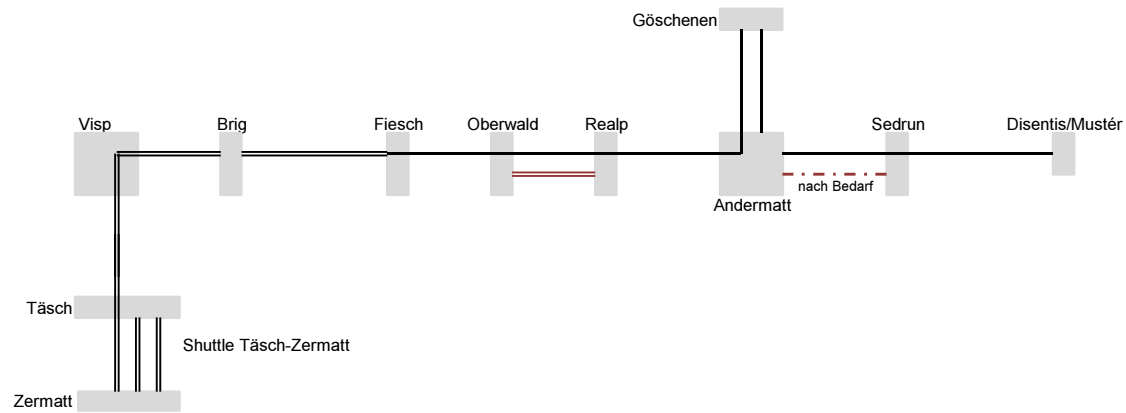 Göschenen
Visp
Brig
Fiesch
Oberwald
Realp
Sedrun
Disentis/Mustér
nach Bedarf
Andermatt
Täsch
Shuttle Täsch-Zermatt
Zermatt